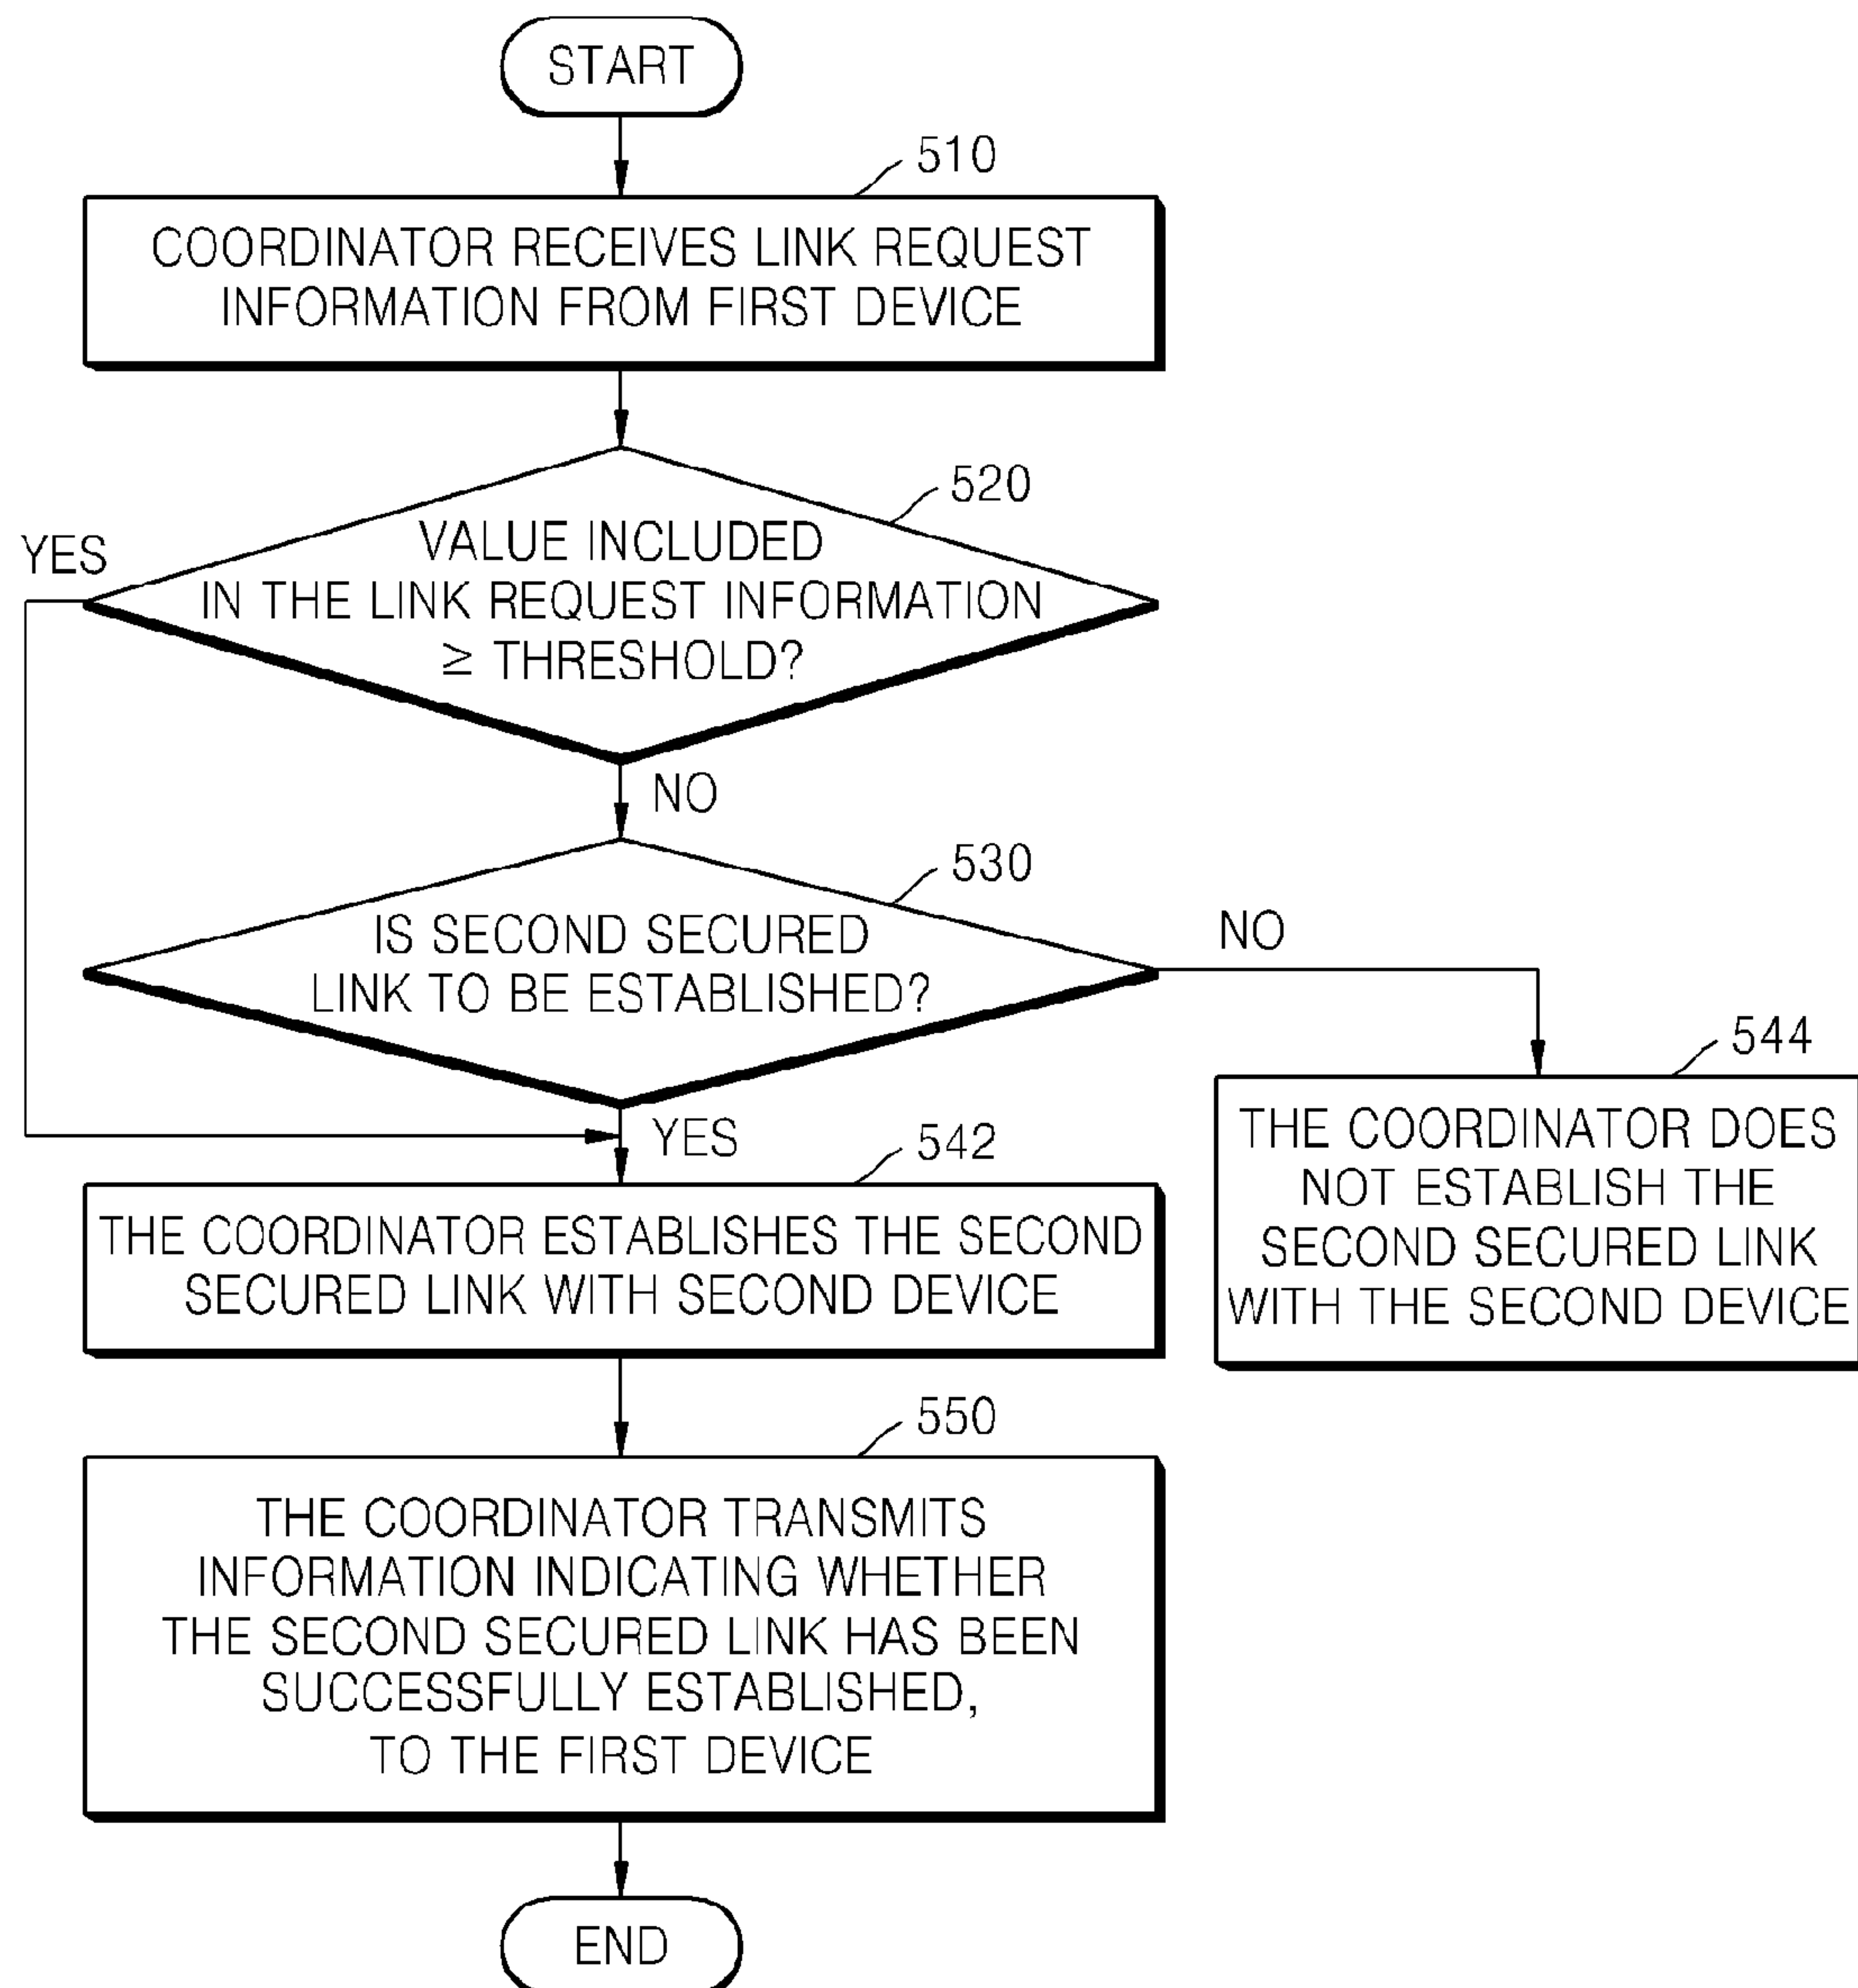 START
510
COORDINATOR RECEIVES LINK REQUEST
INFORMATION FROM FIRST DEVICE
520
YES
VALUE INCLUDED
IN THE LINK REQUEST INFORMATION
≥ THRESHOLD?
NO
530
IS SECOND SECURED
LINK TO BE ESTABLISHED?
NO
544
THE COORDINATOR DOES
NOT ESTABLISH THE
SECOND SECURED LINK
WITH THE SECOND DEVICE
YES
542
THE COORDINATOR ESTABLISHES THE SECOND
SECURED LINK WITH SECOND DEVICE
550
THE COORDINATOR TRANSMITS
INFORMATION INDICATING WHETHER
THE SECOND SECURED LINK HAS BEEN
SUCCESSFULLY ESTABLISHED,
TO THE FIRST DEVICE
END